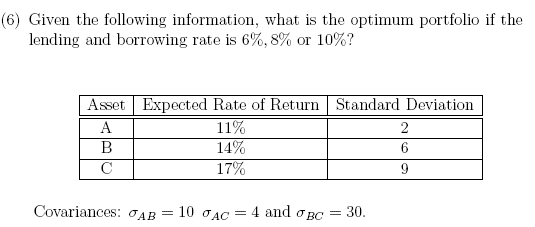 (6) Given the following information, what is the optimum portfolio if the
lending and borrowing rate is 6%, 8% or 10%?
Asset Expected Rate of Return Standard Deviation
A 11% 2
B 14% 6
C 17% 9
Covariances: σ_AB = 10 σ_AC = 4 and σ_BC = 30.